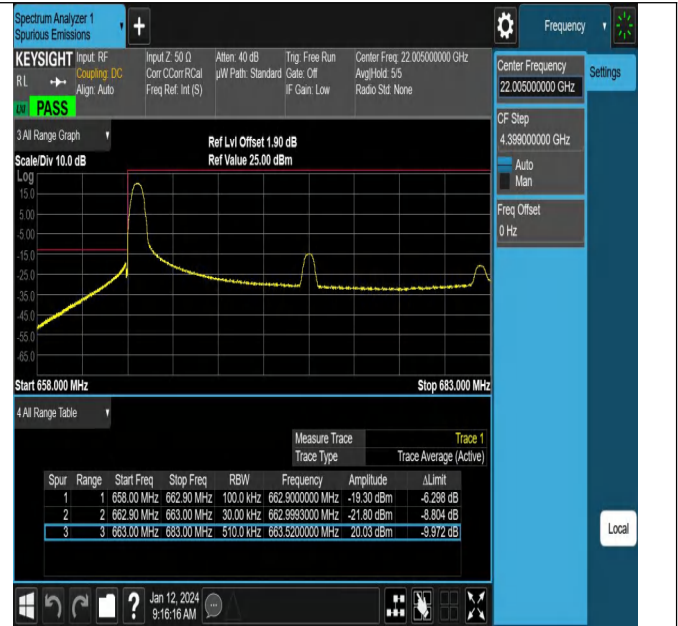 Spectrum Analyzer 1
Spurious Emissions
+
Frequency
KEYSIGHT
RL
PASS
Input: RF
Coupling: DC
Align: Auto
Input Z: 50 Ω
Corr CCorr RCal
Freq Ref: Int (S)
Atten: 40 dB
µW Path: Standard
Trig: Free Run
Gate: Off
IF Gain: Low
Center Freq: 22.005000000 GHz
Avg|Hold: 5/5
Radio Std: None
Center Frequency
22.005000000 GHz
Settings
CF Step
4.399000000 GHz
Auto
Man
Freq Offset
0 Hz
Local
3 All Range Graph
Scale/Div 10.0 dB
Ref Lvl Offset 1.90 dB
Ref Value 25.00 dBm
Log
15.0
5.00
-5.00
-15.0
-25.0
-35.0
-45.0
-55.0
-65.0
Start 658.000 MHz
Stop 683.000 MHz
4 All Range Table
Measure Trace Trace 1
Trace Type Trace Average (Active)
Spur Range Start Freq Stop Freq RBW Frequency Amplitude ΔLimit
1 1 658.00 MHz 662.90 MHz 100.0 kHz 662.9000000 MHz -19.30 dBm -6.298 dB
2 2 662.90 MHz 663.00 MHz 30.00 kHz 662.9993000 MHz -21.80 dBm -8.804 dB
3 3 663.00 MHz 683.00 MHz 510.0 kHz 663.5200000 MHz 20.03 dBm -9.972 dB
?
Jan 12, 2024
9:16:16 AM